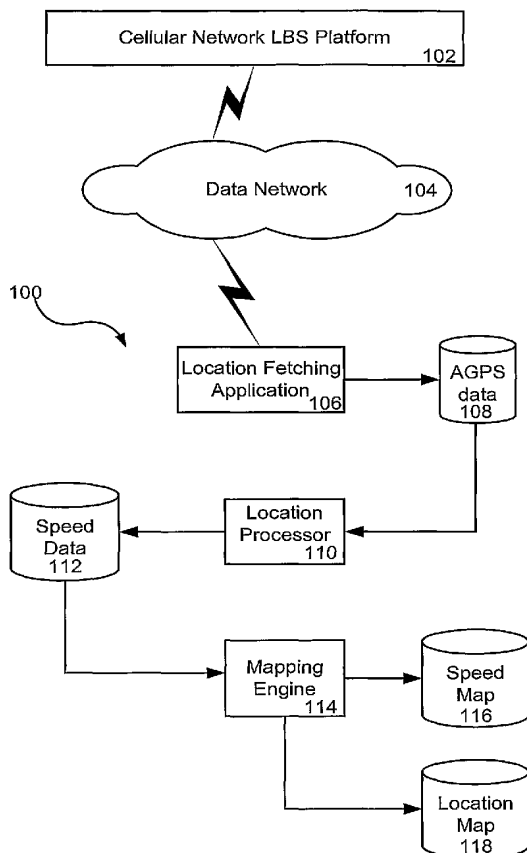 Cellular Network LBS Platform
102
Data Network
104
100
Location Fetching
Application
106
AGPS
data
108
Speed
Data
112
Location
Processor
110
Mapping
Engine
114
Speed
Map
116
Location
Map
118